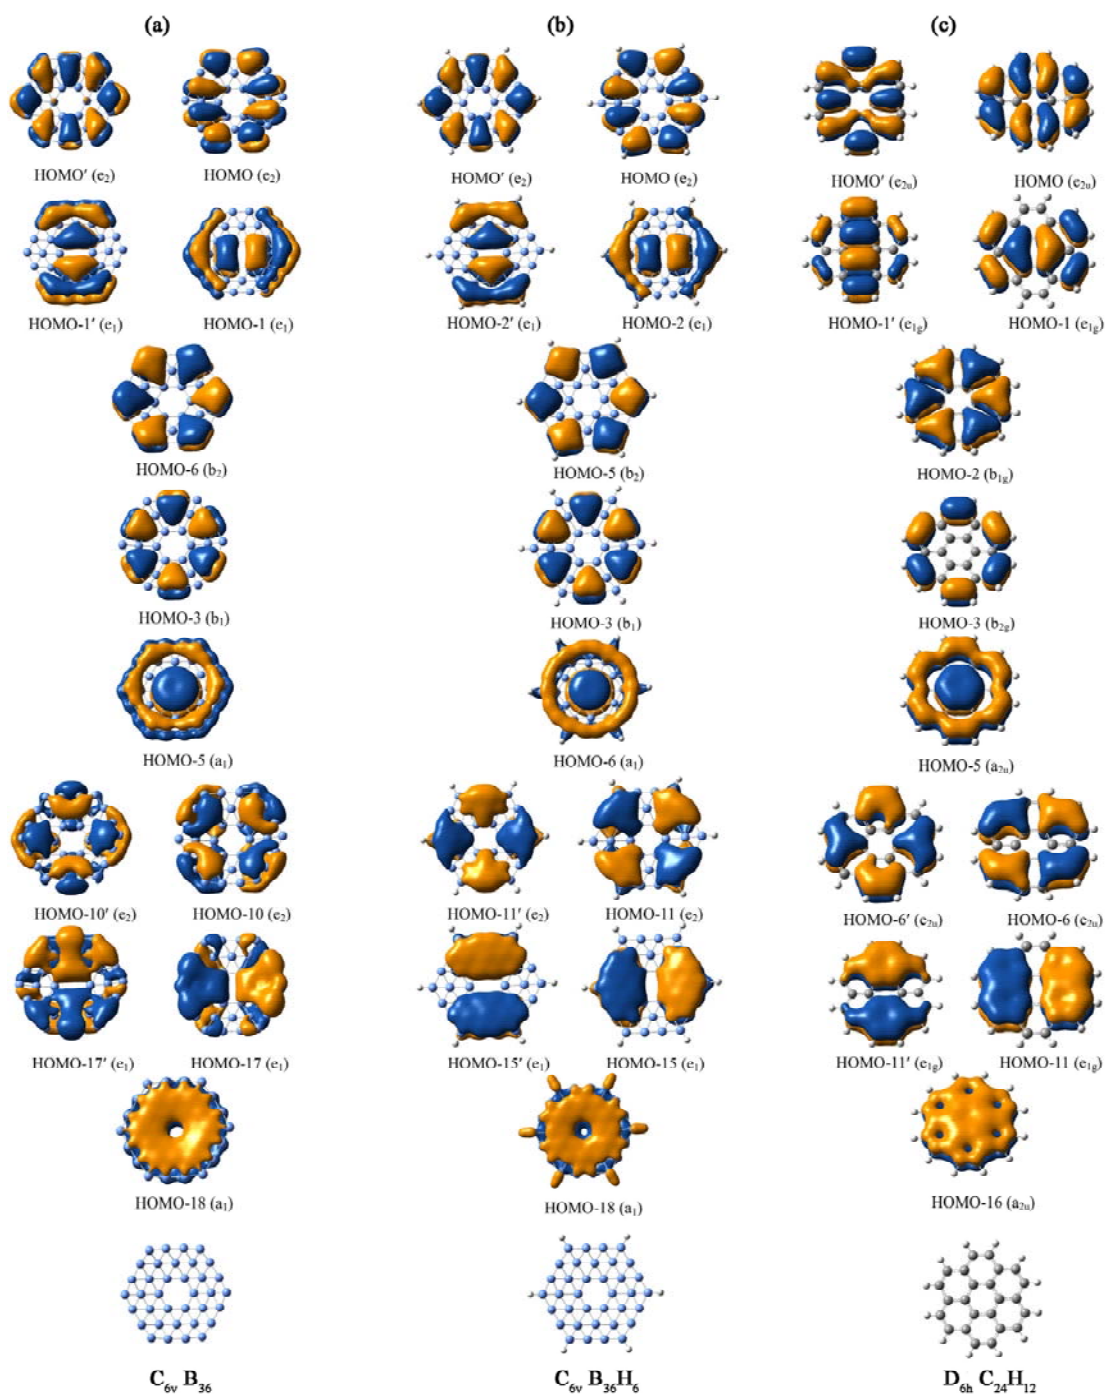 (a) (b) (c)
HOMO′ (e₂) HOMO (e₂) HOMO′ (e₂) HOMO (e₂) HOMO′ (e₂ᵤ) HOMO (e₂ᵤ)
HOMO-1′ (e₁) HOMO-1 (e₁) HOMO-2′ (e₁) HOMO-2 (e₁) HOMO-1′ (e₁g) HOMO-1 (e₁g)
HOMO-6 (b₂) HOMO-5 (b₂) HOMO-2 (b₁g)
HOMO-3 (b₁) HOMO-3 (b₁) HOMO-3 (b₂g)
HOMO-5 (a₁) HOMO-6 (a₁) HOMO-5 (a₂ᵤ)
HOMO-10′ (e₂) HOMO-10 (e₂) HOMO-11′ (e₂) HOMO-11 (e₂) HOMO-6′ (e₂ᵤ) HOMO-6 (e₂ᵤ)
HOMO-17′ (e₁) HOMO-17 (e₁) HOMO-15′ (e₁) HOMO-15 (e₁) HOMO-11′ (e₁g) HOMO-11 (e₁g)
HOMO-18 (a₁) HOMO-18 (a₁) HOMO-16 (a₂ᵤ)
C₆ᵥ B₃₆ C₆ᵥ B₃₆H₆ D₆ₕ C₂₄H₁₂